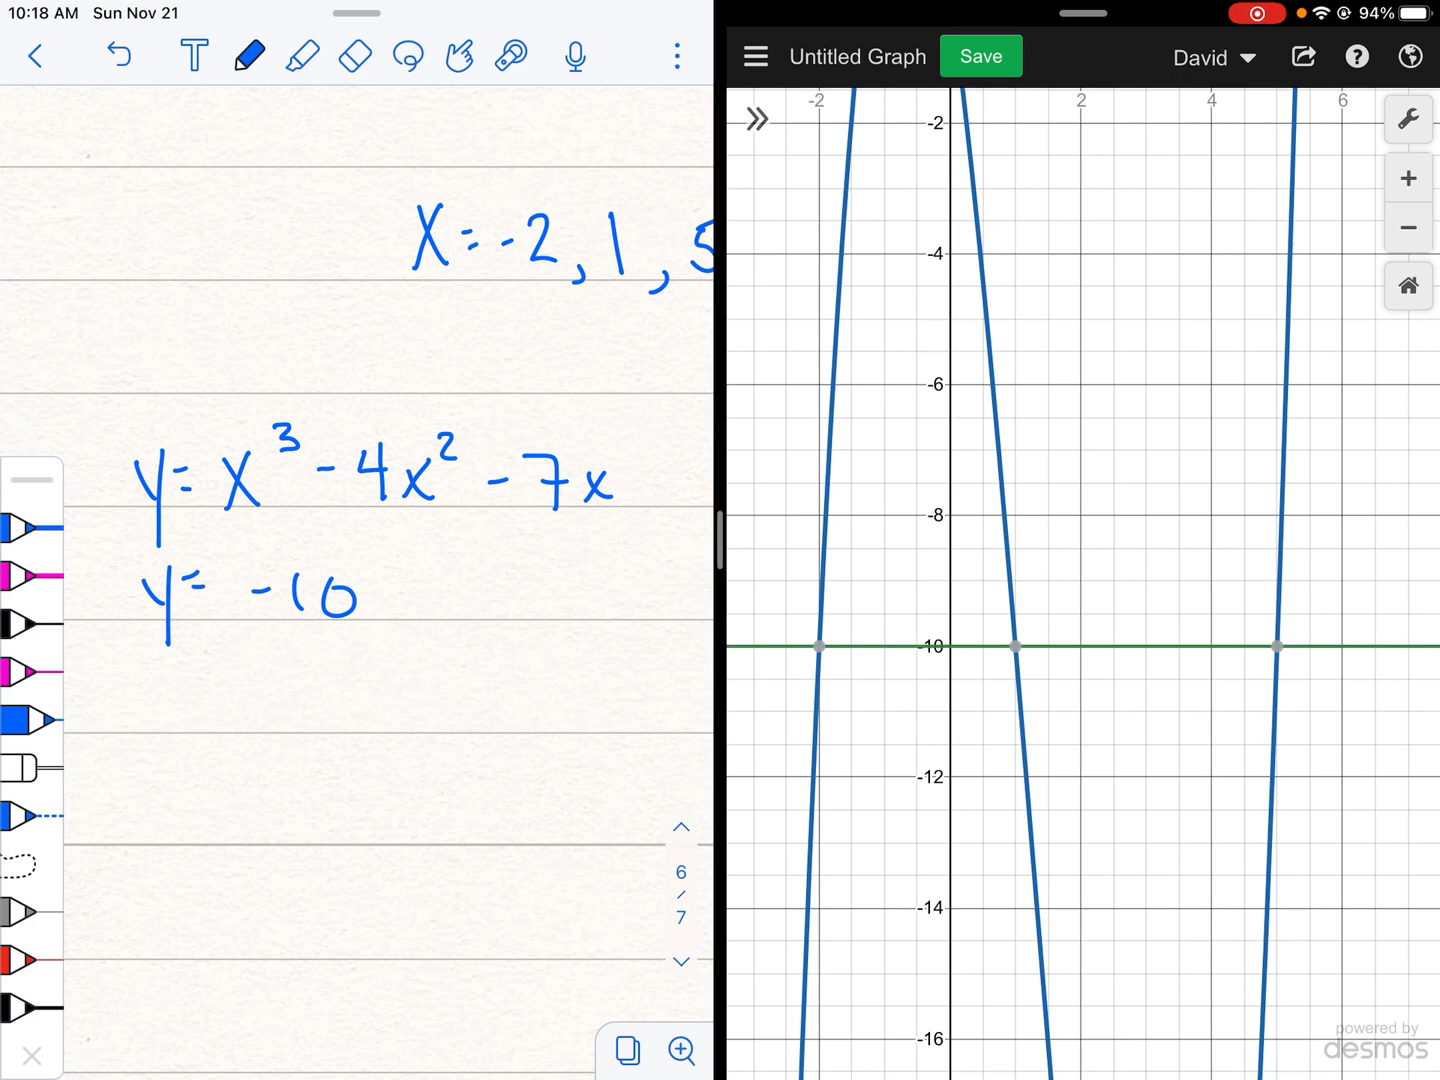 10:18 AM Sun Nov 21
94%
T
Untitled Graph
Save
David
?
X = -2, 1, 5
y = x³ - 4x² - 7x
y = -10
6
/
7
-2
2
4
6
-2
-4
-6
-8
-10
-12
-14
-16
+
−
powered by
desmos